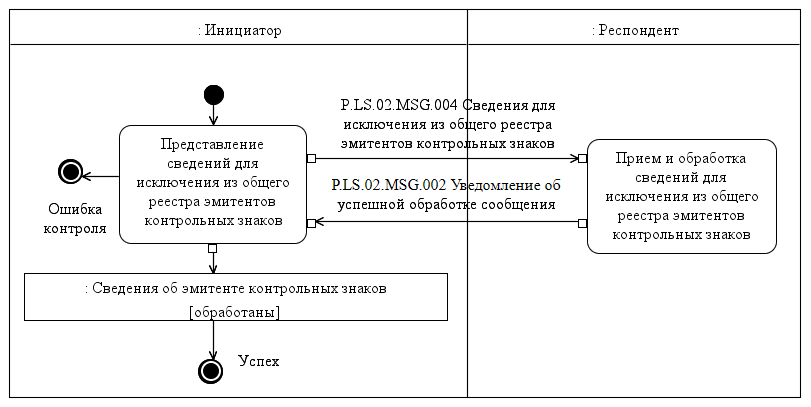 : Инициатор
: Респондент
P.LS.02.MSG.004 Сведения для
исключения из общего реестра
эмитентов контрольных знаков
Представление
сведений для
исключения из общего
реестра эмитентов
контрольных знаков
Прием и обработка
сведений для
исключения из общего
реестра эмитентов
контрольных знаков
P.LS.02.MSG.002 Уведомление об
успешной обработке сообщения
Ошибка
контроля
: Сведения об эмитенте контрольных знаков
[обработаны]
Успех